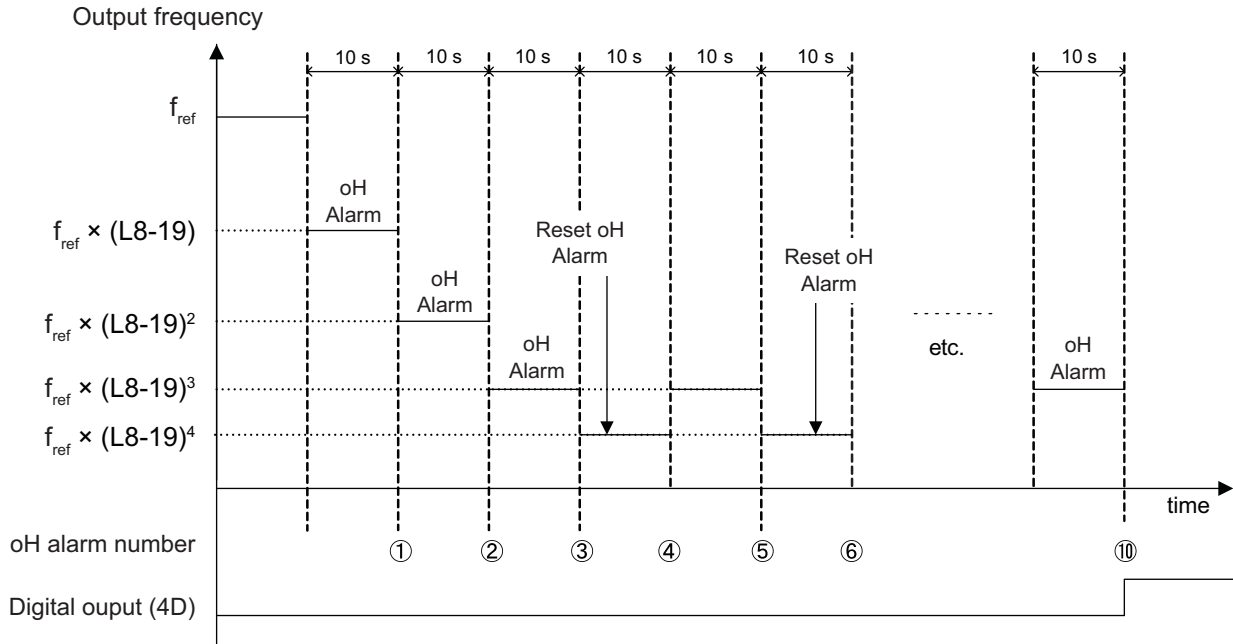 Output frequency
10 s 10 s 10 s 10 s 10 s 10 s 10 s
f_ref
oH
Alarm
f_ref × (L8-19)
Reset oH
Alarm
Reset oH
Alarm
oH
Alarm
f_ref × (L8-19)²
etc.
oH
Alarm
oH
Alarm
f_ref × (L8-19)³
f_ref × (L8-19)⁴
time
oH alarm number ① ② ③ ④ ⑤ ⑥ ⑩
Digital ouput (4D)